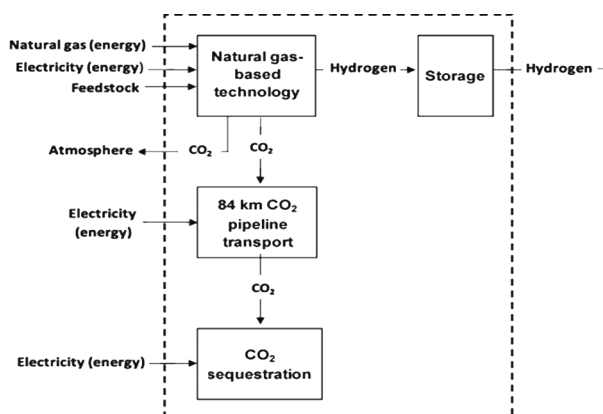 Natural gas (energy)
Electricity (energy)
Feedstock
Natural gas-
based
technology
Hydrogen
Storage
Hydrogen
Atmosphere
CO₂
CO₂
Electricity
(energy)
84 km CO₂
pipeline
transport
CO₂
Electricity (energy)
CO₂
sequestration